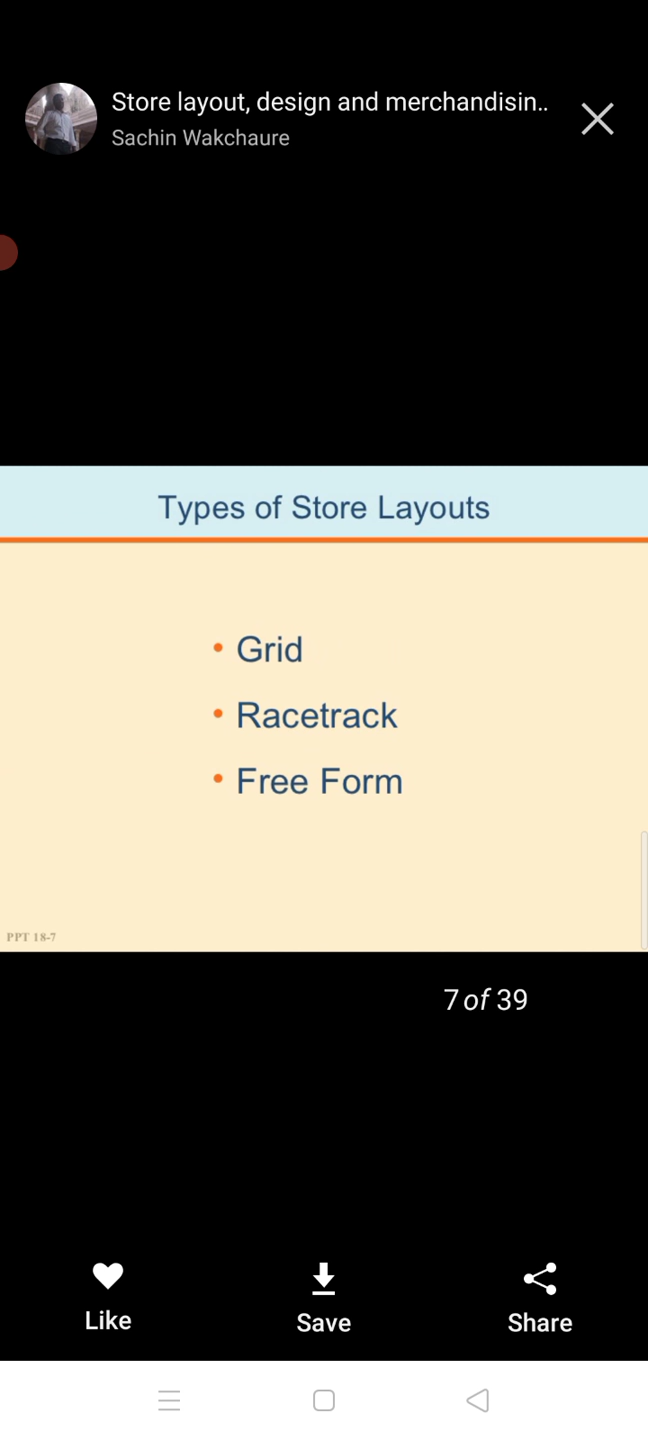 Store layout, design and merchandisin..
Sachin Wakchaure
Types of Store Layouts
• Grid
• Racetrack
• Free Form
PPT 18-7
7 of 39
Like
Save
Share